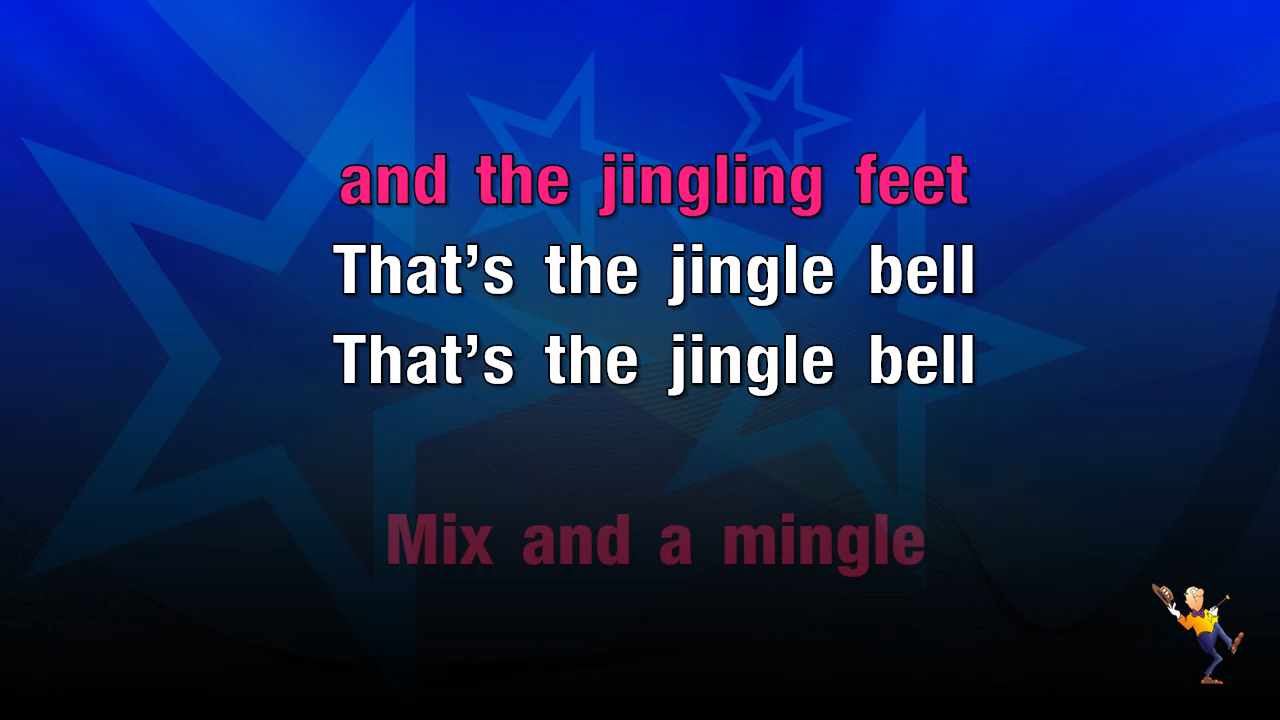 and the jingling feet
That’s the jingle bell
That’s the jingle bell
Mix and a mingle